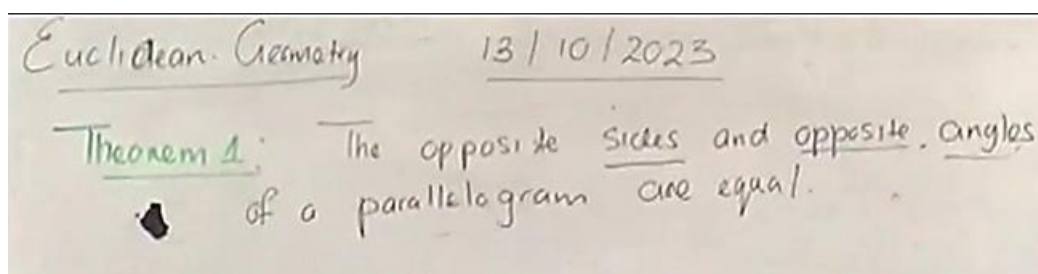 Euclidean. Geometry 13/10/2023
Theorem 1: The opposite sides and opposite. angles
of a parallelogram are equal.